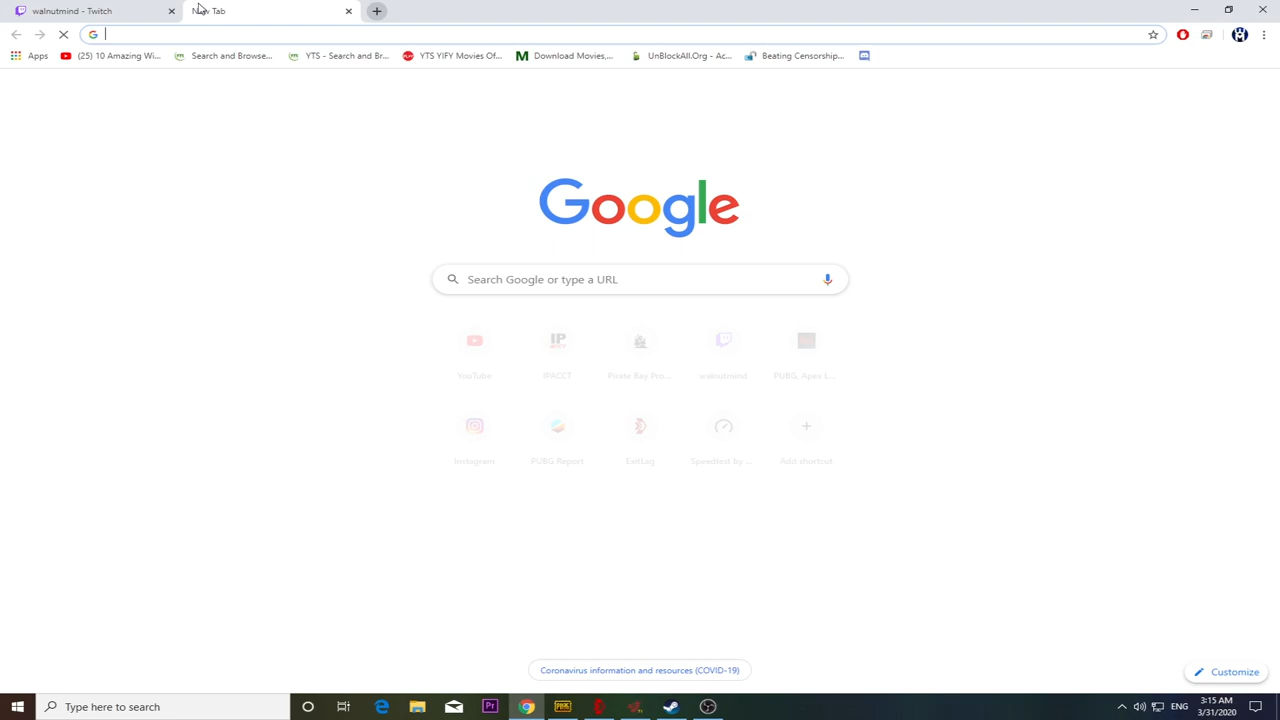 walnutmind - Twitch
New Tab
Apps
(25) 10 Amazing Wi...
Search and Browse...
YTS - Search and Br...
YTS YIFY Movies Of...
Download Movies,...
UnBlockAll.Org - Ac...
Beating Censorship...
Google
Search Google or type a URL
YouTube
IPACCT
Pirate Bay Pro...
walnutmind
PUBG, Apex L...
Instagram
PUBG Report
ExitLag
Speedtest by ...
Add shortcut
Coronavirus information and resources (COVID-19)
Customize
Type here to search
ENG
3:15 AM
3/31/2020